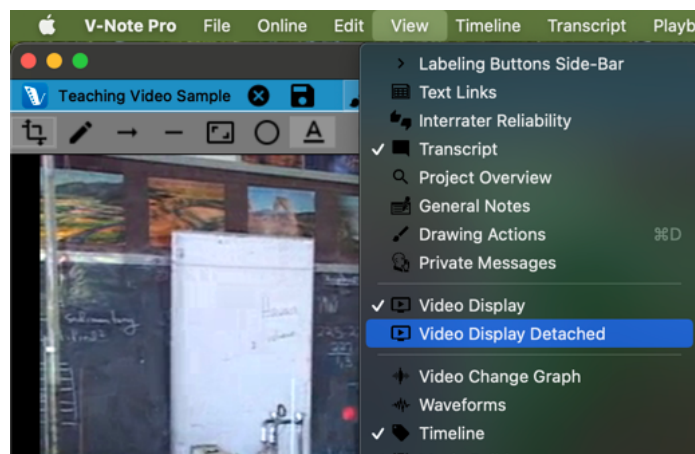 V-Note Pro File Online Edit View Timeline Transcript Playb
Teaching Video Sample
A
Labeling Buttons Side-Bar
Text Links
Interrater Reliability
Transcript
Project Overview
General Notes
Drawing Actions ⌘D
Private Messages
Video Display
Video Display Detached
Video Change Graph
Waveforms
Timeline